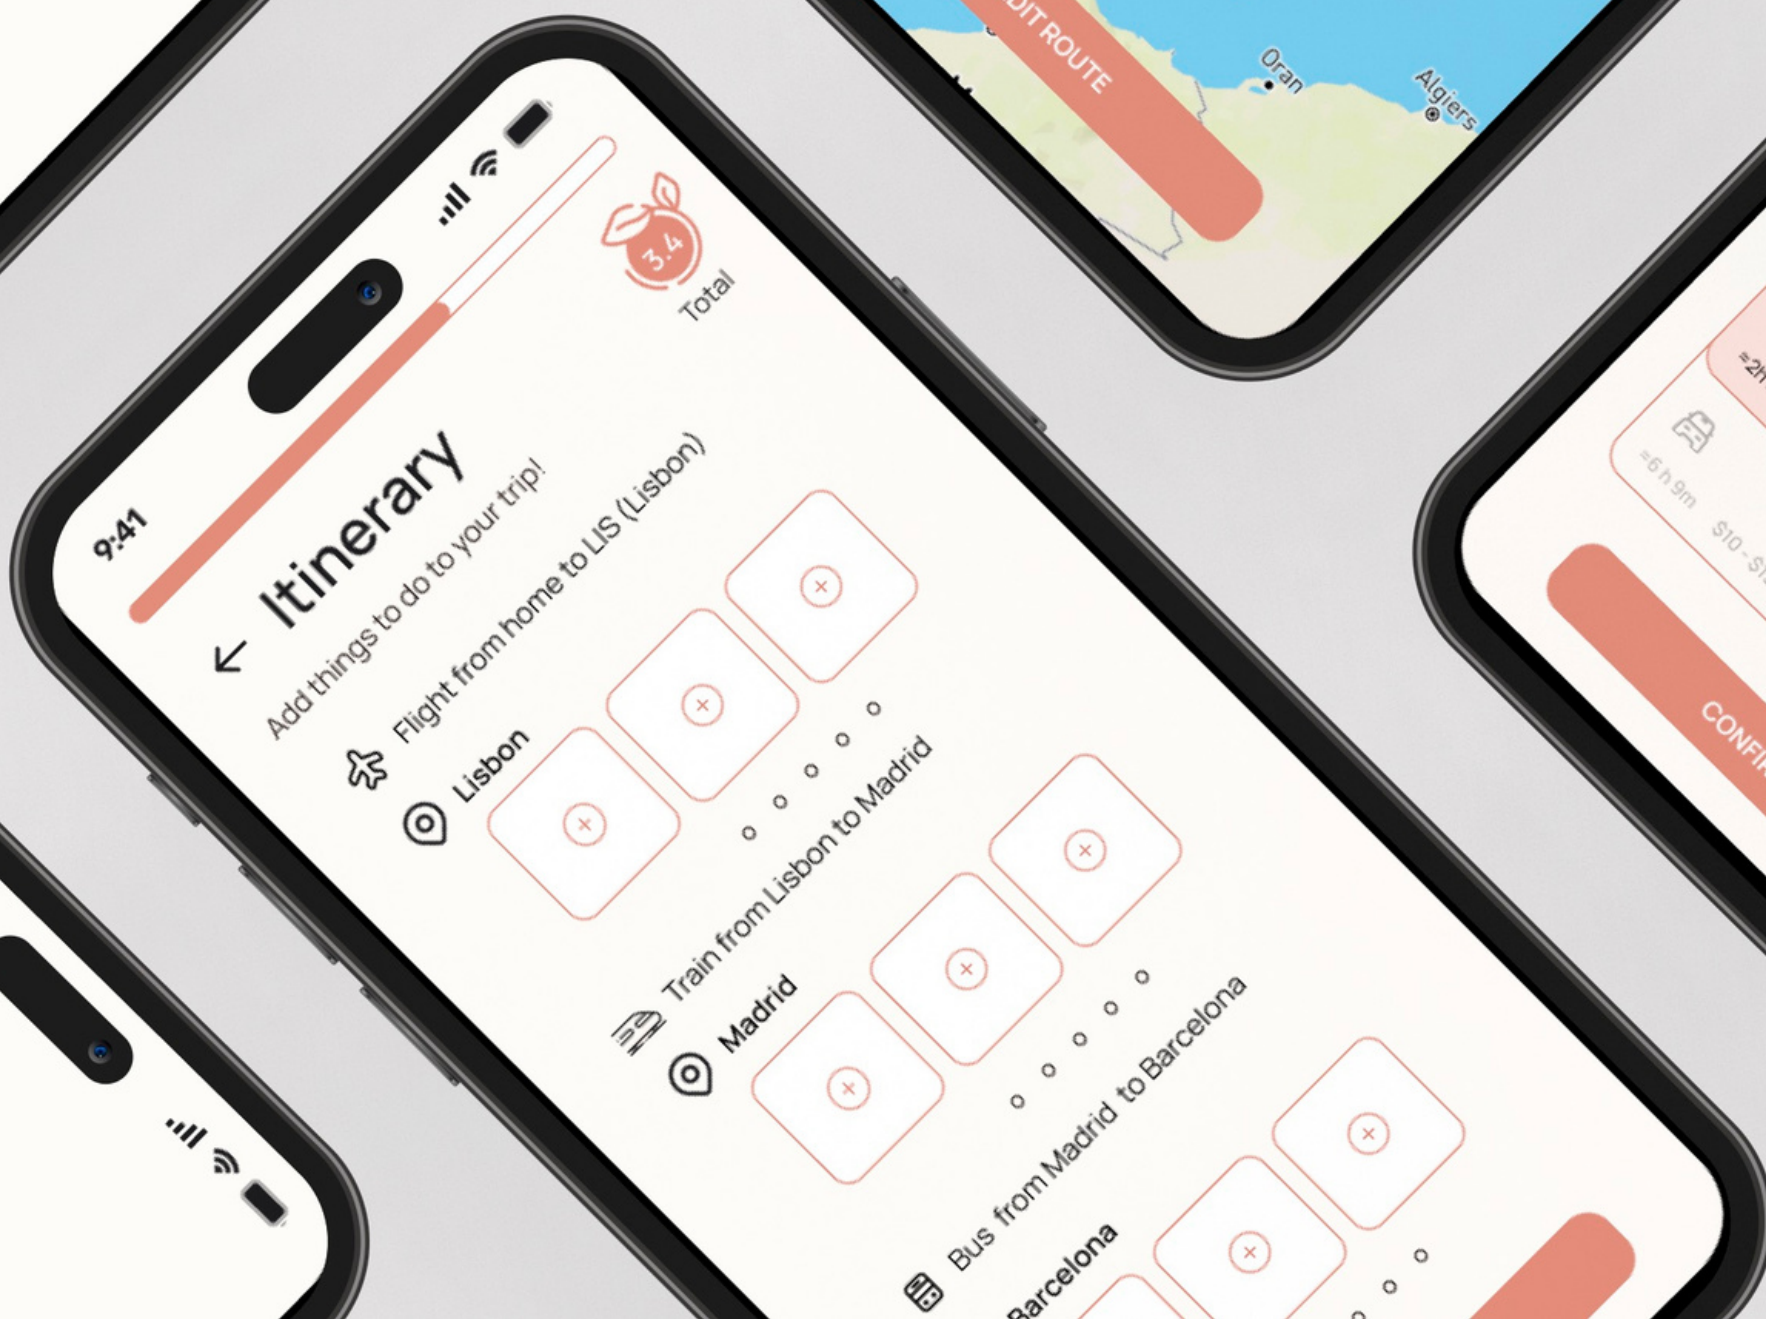 9:41
3.4
Total
Itinerary
Add things to do to your trip!
Flight from home to LIS (Lisbon)
Lisbon
Train from Lisbon to Madrid
Madrid
Bus from Madrid to Barcelona
Barcelona
ROUTE
Oran
Algiers
≈6 h 9m
$10 -